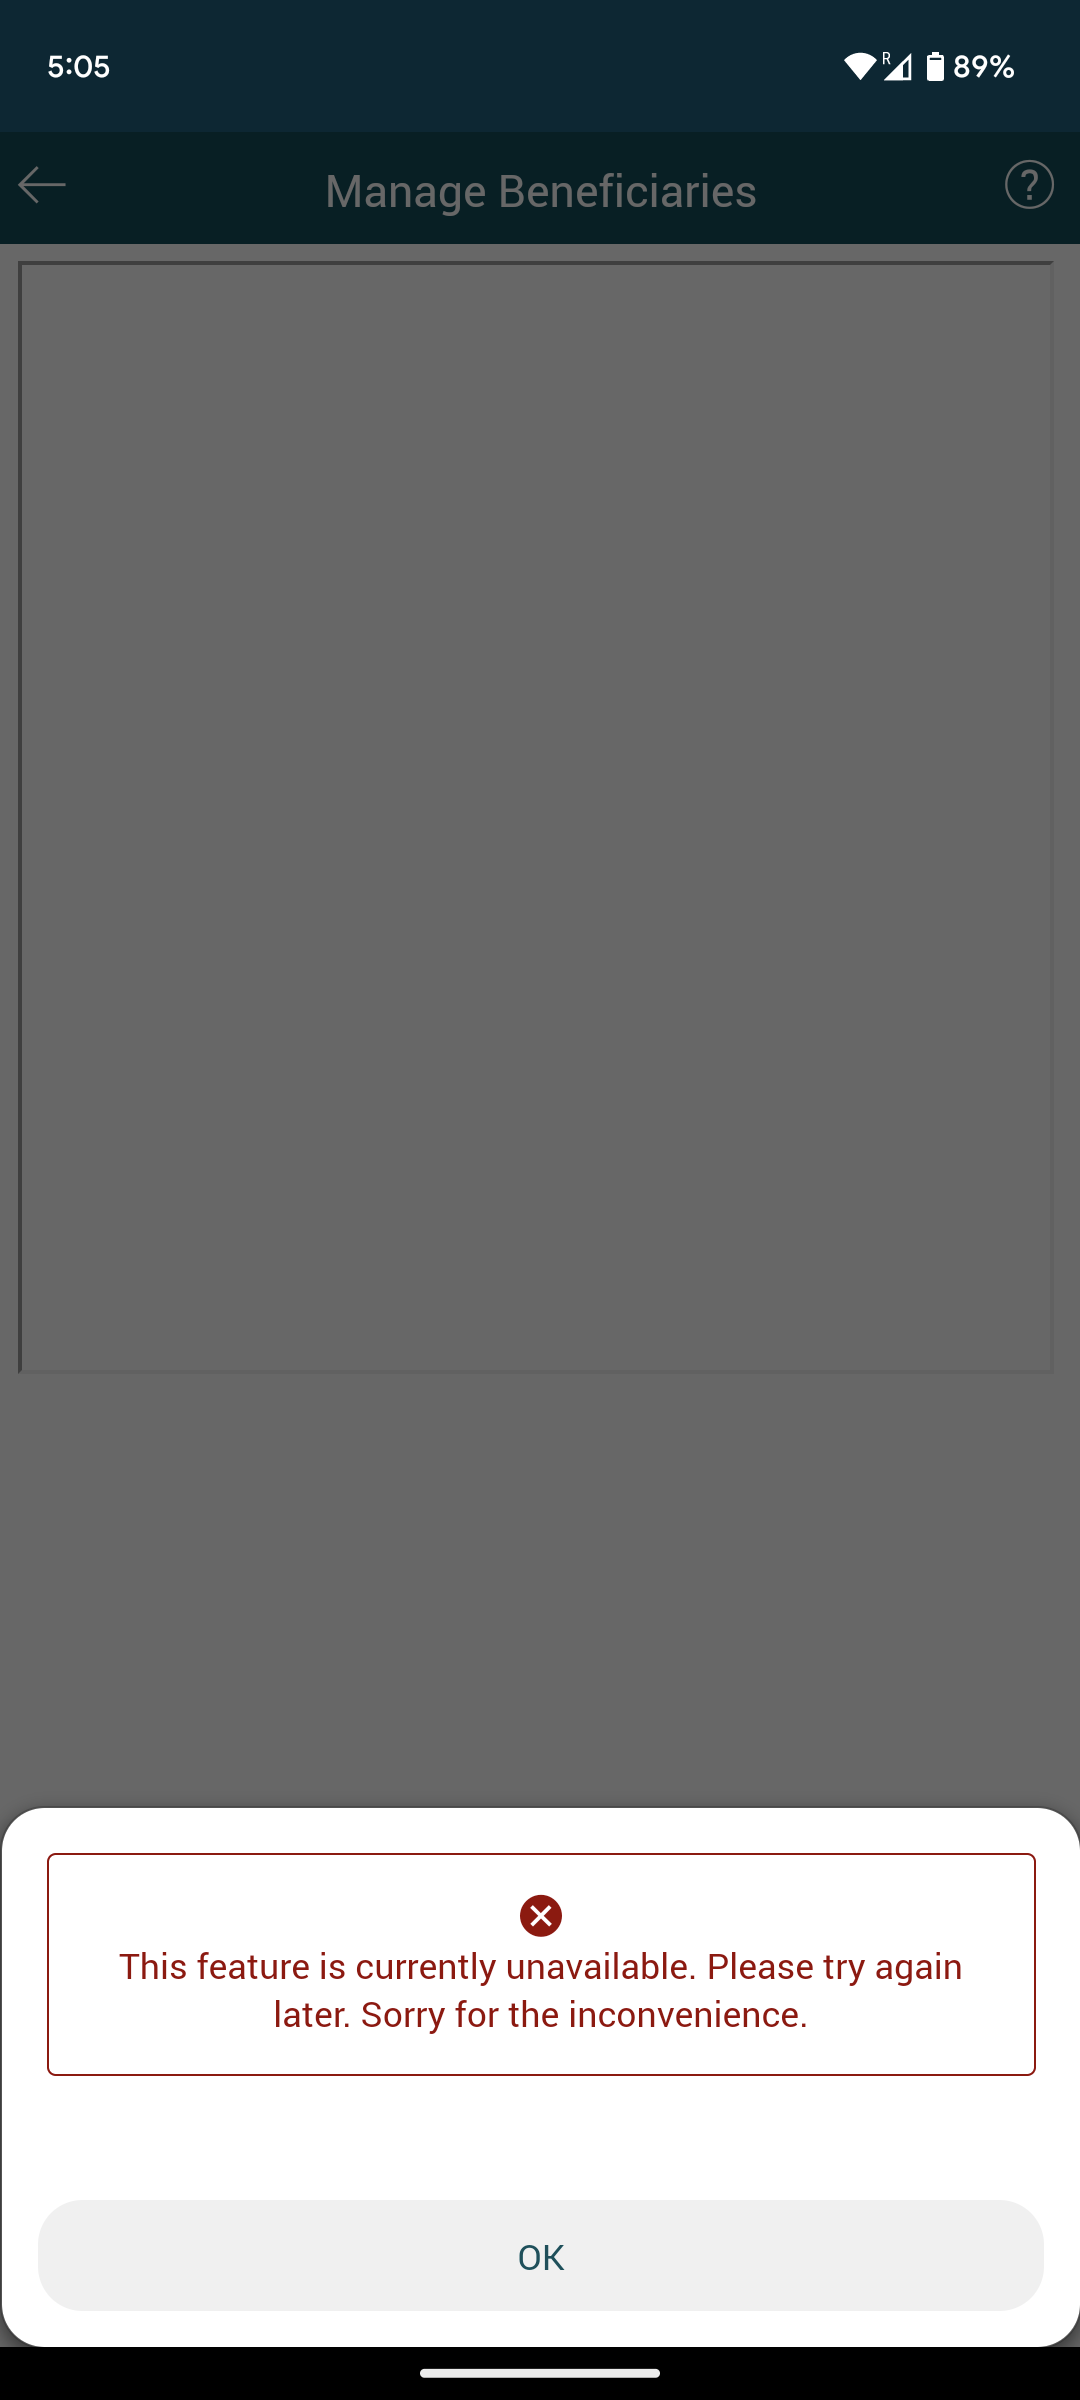 5:05
R
89%
Manage Beneficiaries
?
This feature is currently unavailable. Please try again
later. Sorry for the inconvenience.
OK